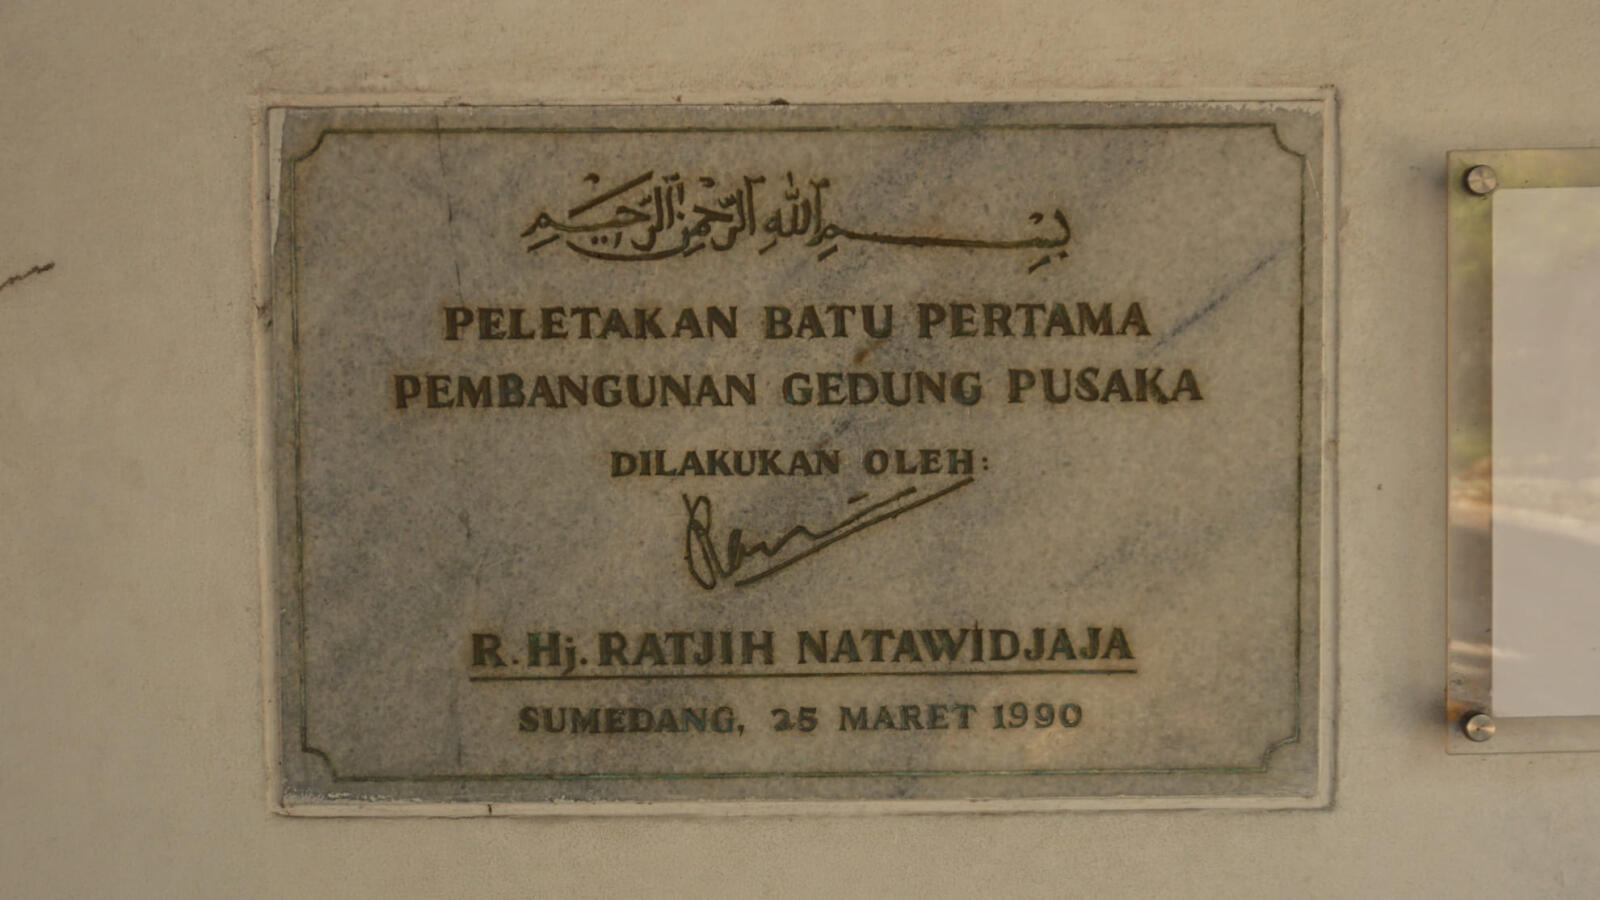 بسم الله الرحمن الرحيم
PELETAKAN BATU PERTAMA
PEMBANGUNAN GEDUNG PUSAKA
DILAKUKAN OLEH:
R.Hj.RATJIH NATAWIDJAJA
SUMEDANG, 25 MARET 1990